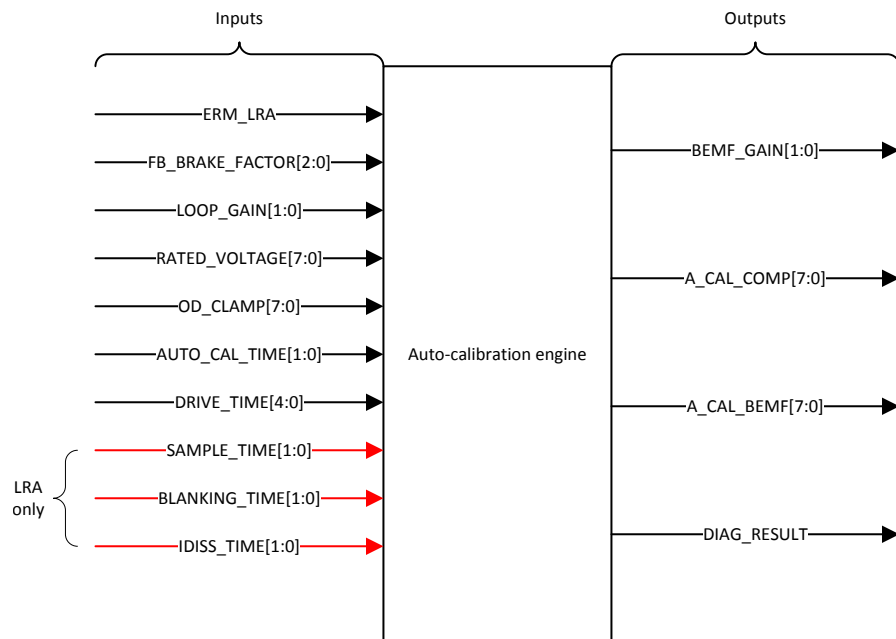 Inputs
Outputs
ERM_LRA
FB_BRAKE_FACTOR[2:0]
LOOP_GAIN[1:0]
RATED_VOLTAGE[7:0]
OD_CLAMP[7:0]
AUTO_CAL_TIME[1:0]
DRIVE_TIME[4:0]
SAMPLE_TIME[1:0]
BLANKING_TIME[1:0]
IDISS_TIME[1:0]
LRA
only
Auto-calibration engine
BEMF_GAIN[1:0]
A_CAL_COMP[7:0]
A_CAL_BEMF[7:0]
DIAG_RESULT